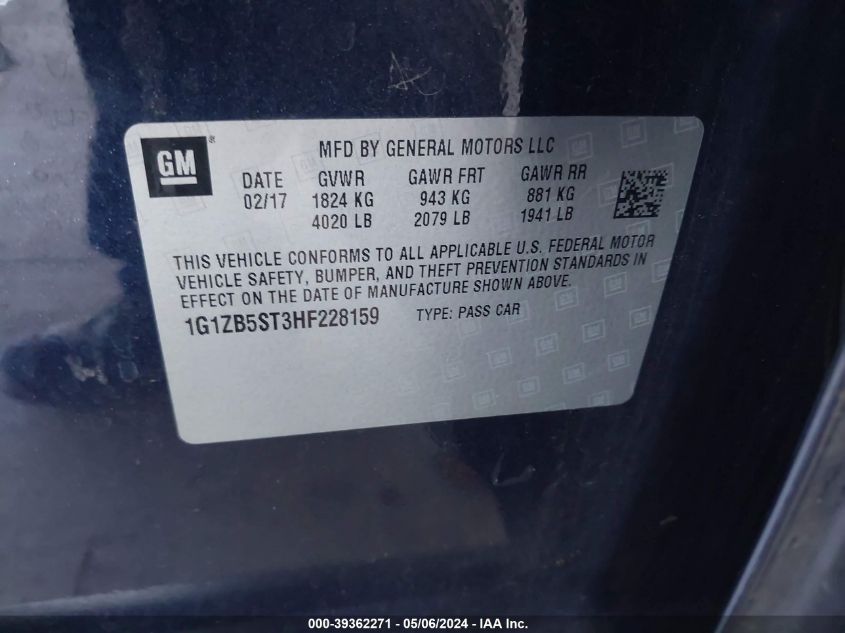 GM ® MFD BY GENERAL MOTORS LLC
DATE GVWR GAWR FRT GAWR RR
02/17 1824 KG 943 KG 881 KG
4020 LB 2079 LB 1941 LB
THIS VEHICLE CONFORMS TO ALL APPLICABLE U.S. FEDERAL MOTOR
VEHICLE SAFETY, BUMPER, AND THEFT PREVENTION STANDARDS IN
EFFECT ON THE DATE OF MANUFACTURE SHOWN ABOVE.
1G1ZB5ST3HF228159 TYPE: PASS CAR
000-39362271 - 05/06/2024 - IAA Inc.